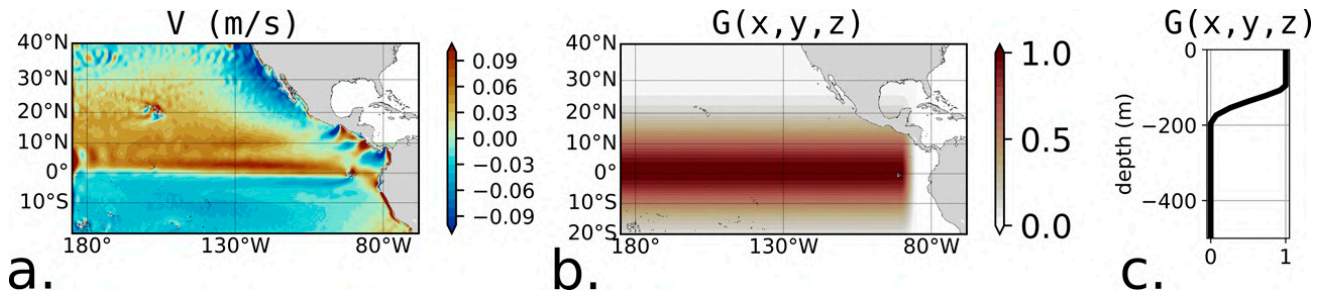 V (m/s)
40°N
30°N
20°N
10°N
0°
10°S
180°
130°W
80°W
0.09
0.06
0.03
0.00
−0.03
−0.06
−0.09
a.
G(x,y,z)
40°N
30°N
20°N
10°N
0°
10°S
20°S
180°
130°W
80°W
1.0
0.5
0.0
b.
G(x,y,z)
depth (m)
0
−200
−400
0
1
c.